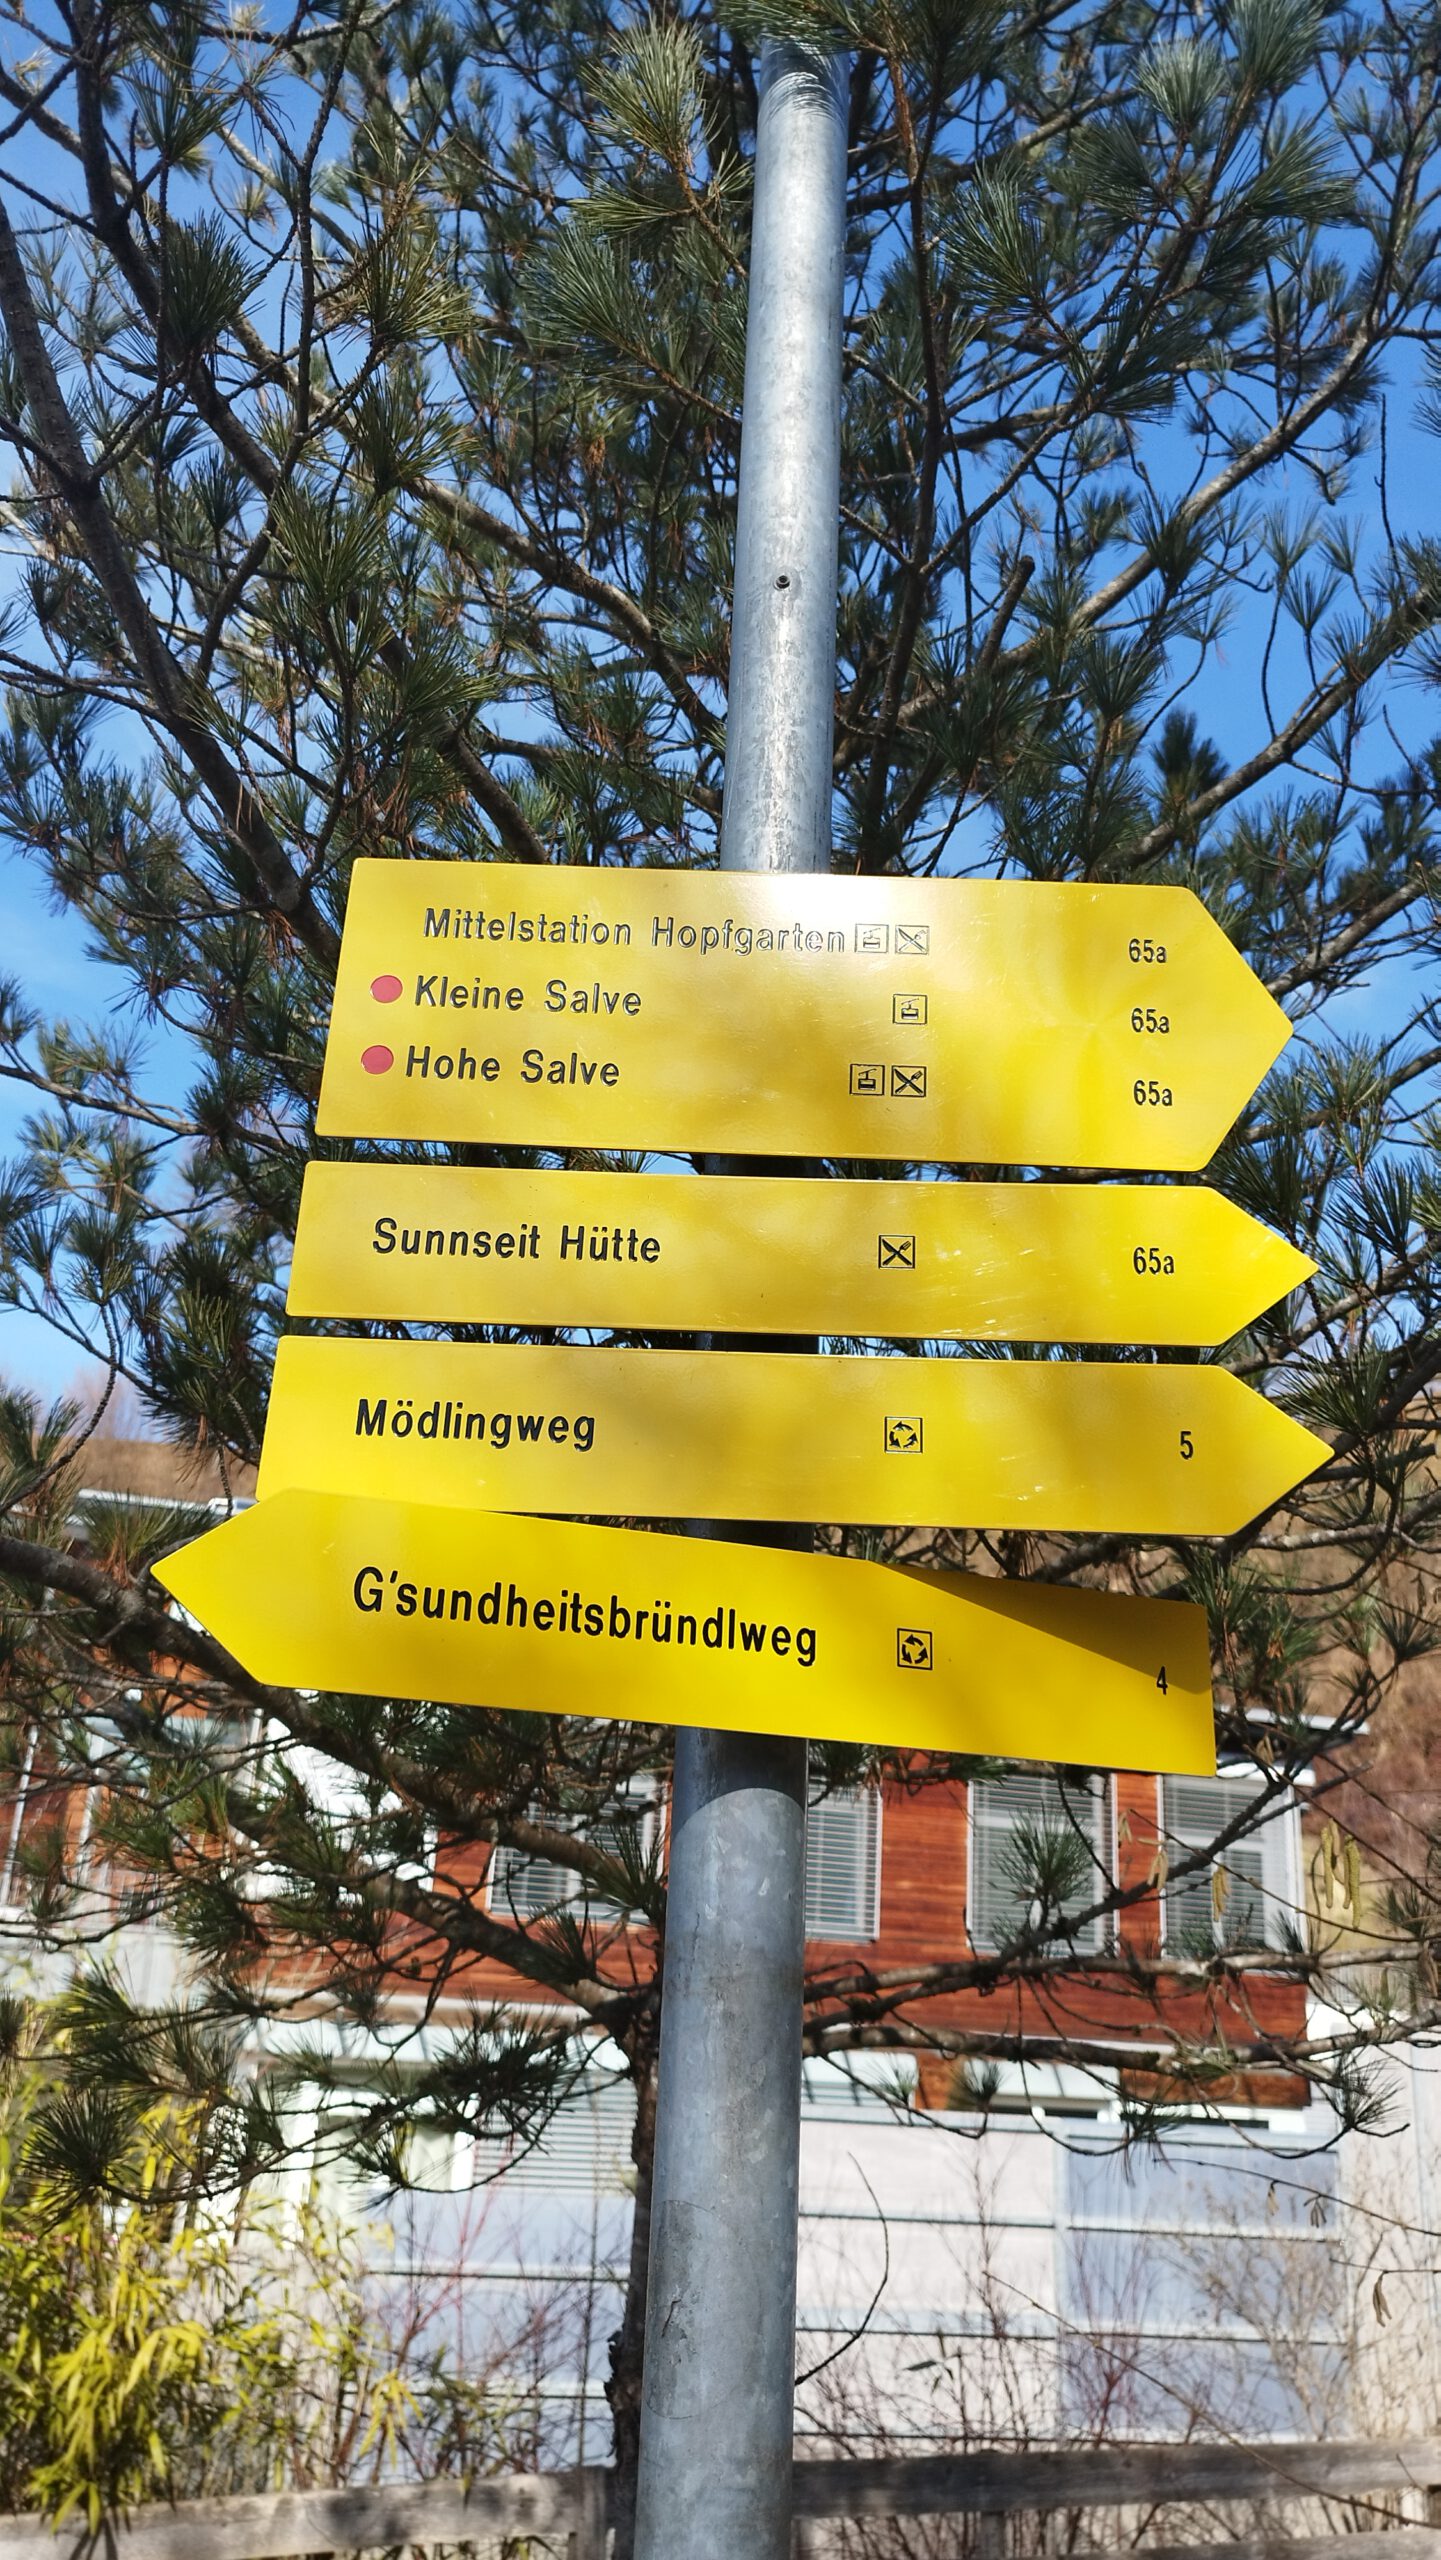 Mittelstation Hopfgarten 65a
Kleine Salve 65a
Hohe Salve 65a
Sunnseit Hütte 65a
Mödlingweg 5
G'sundheitsbründlweg 4